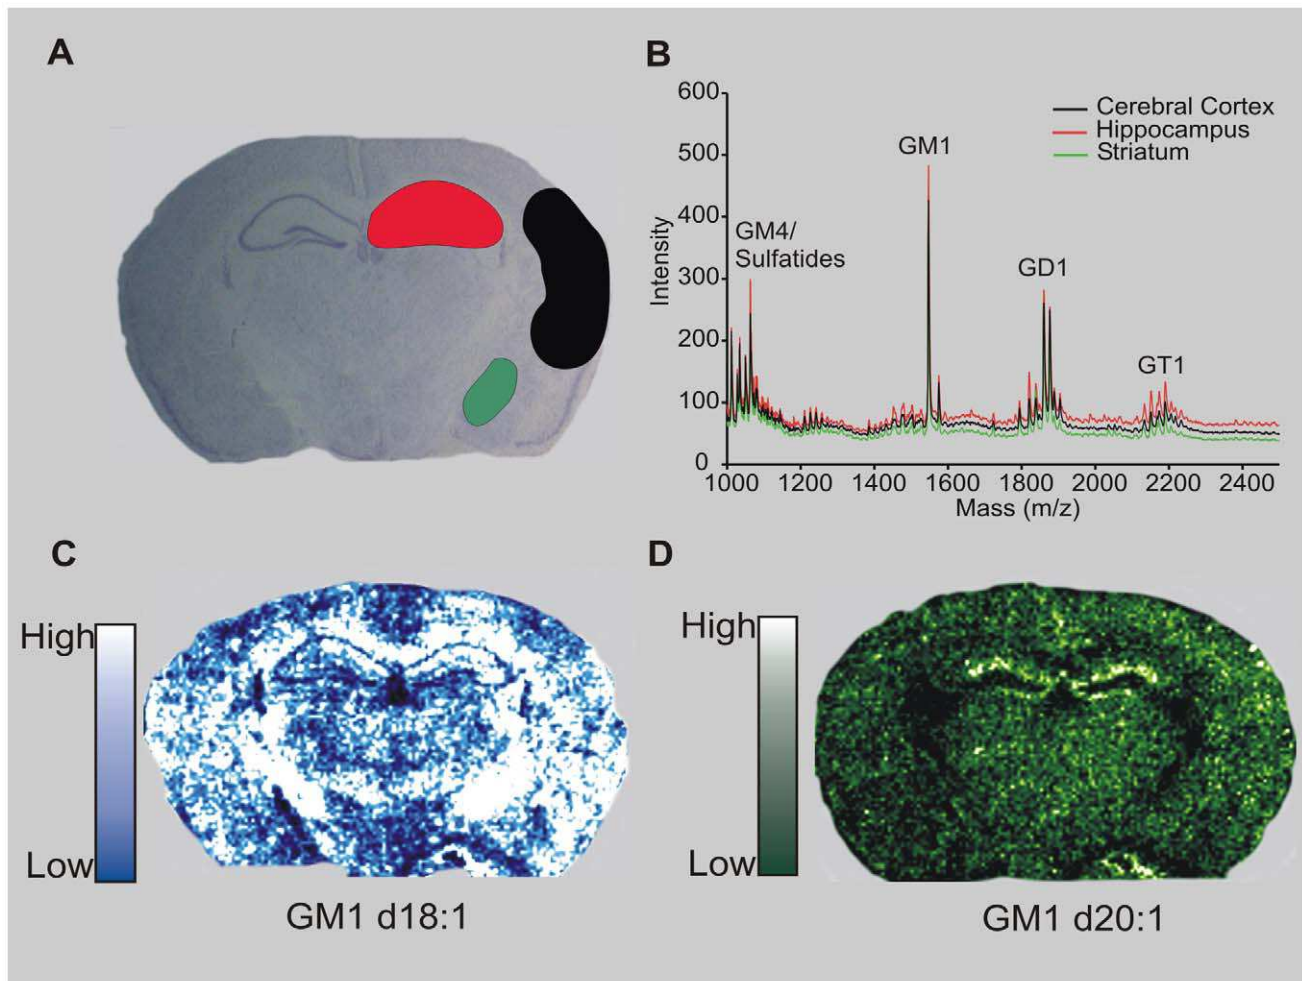 A
B
600
500
400
300
200
100
0
Intensity
Cerebral Cortex
Hippocampus
Striatum
GM4/
Sulfatides
GM1
GD1
GT1
1000 1200 1400 1600 1800 2000 2200 2400
Mass (m/z)
C
High
Low
GM1 d18:1
D
High
Low
GM1 d20:1